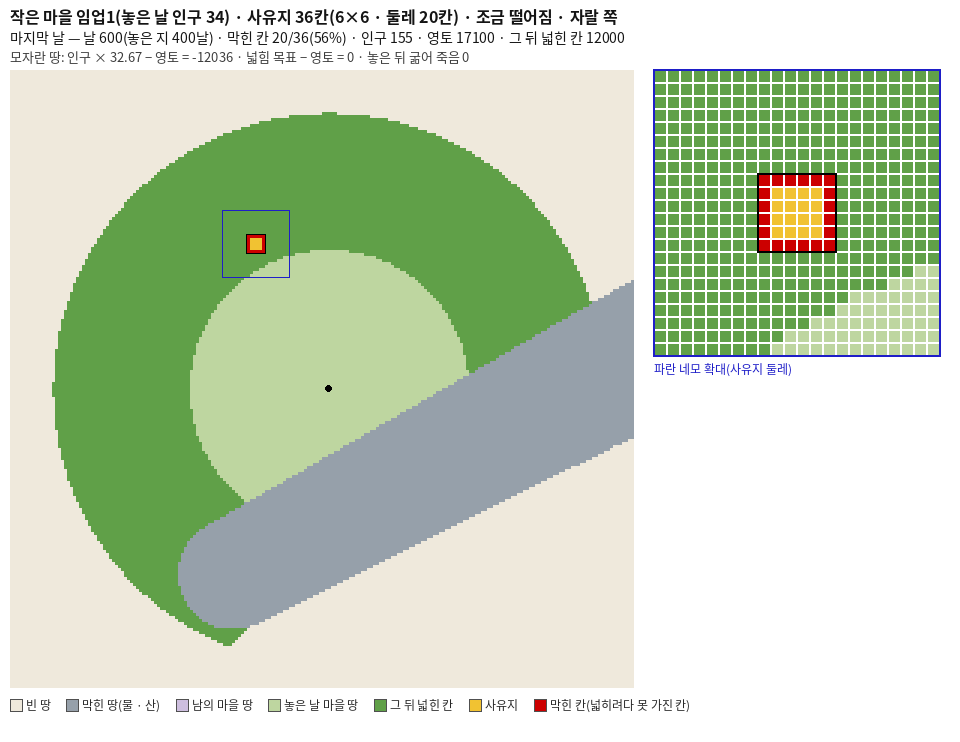 작은 마을 임업1(놓은 날 인구 34) · 사유지 36칸(6×6 · 둘레 20칸) · 조금 떨어짐 · 자랄 쪽
마지막 날 — 날 600(놓은 지 400날) · 막힌 칸 20/36(56%) · 인구 155 · 영토 17100 · 그 뒤 넓힌 칸 12000
모자란 땅: 인구 × 32.67 − 영토 = -12036 · 넓힘 목표 − 영토 = 0 · 놓은 뒤 굶어 죽음 0
파란 네모 확대(사유지 둘레)
빈 땅 막힌 땅(물 · 산) 남의 마을 땅 놓은 날 마을 땅 그 뒤 넓힌 칸 사유지 막힌 칸(넓히려다 못 가진 칸)